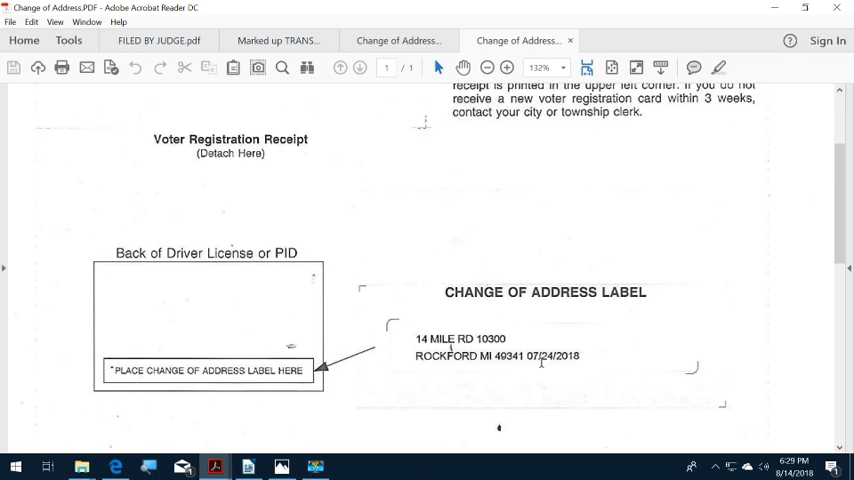 Change of Address.PDF - Adobe Acrobat Reader DC
File Edit View Window Help
Home Tools FILED BY JUDGE.pdf Marked up TRANS... Change of Address... Change of Address... × ? Sign In
1 / 1 132%
receipt is printed in the upper left corner. If you do not
receive a new voter registration card within 3 weeks,
contact your city or township clerk.
Voter Registration Receipt
(Detach Here)
Back of Driver License or PID
*PLACE CHANGE OF ADDRESS LABEL HERE
CHANGE OF ADDRESS LABEL
14 MILE RD 10300
ROCKFORD MI 49341 07/24/2018
6:29 PM
8/14/2018